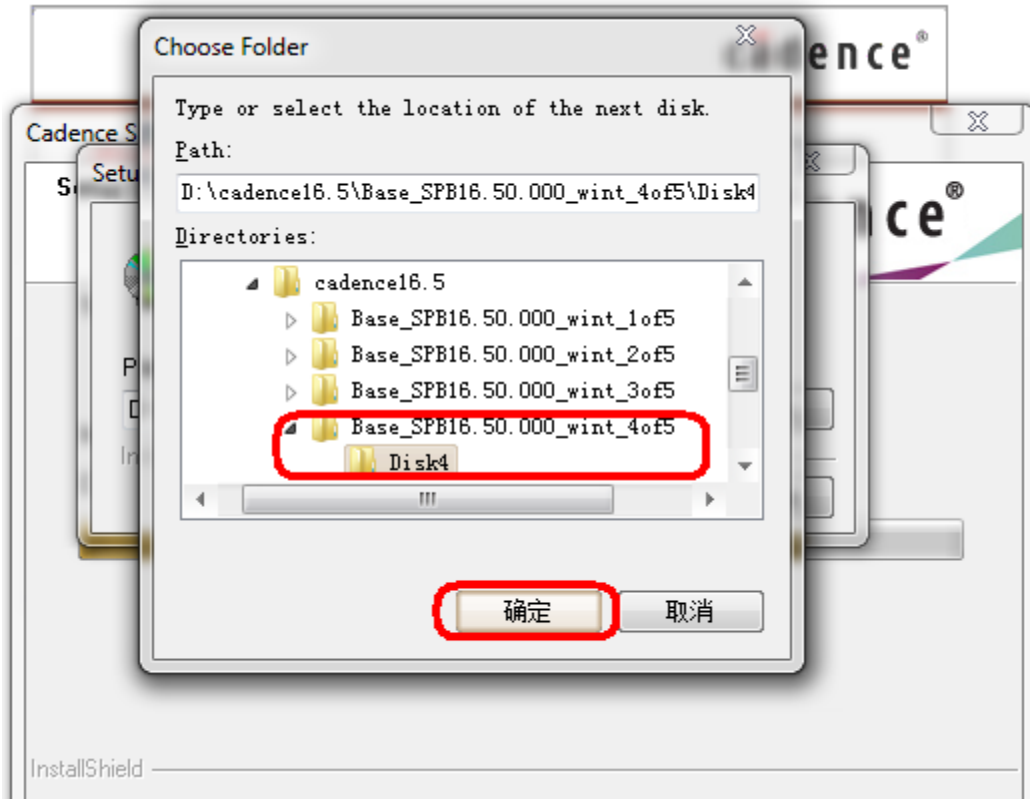 cadence®
Choose Folder
Type or select the location of the next disk.
Path:
D:\cadence16.5\Base_SPB16.50.000_wint_4of5\Disk4
Directories:
cadence16.5
Base_SPB16.50.000_wint_1of5
Base_SPB16.50.000_wint_2of5
Base_SPB16.50.000_wint_3of5
Base_SPB16.50.000_wint_4of5
Disk4
确定
取消
Cadence S
Setu
InstallShield